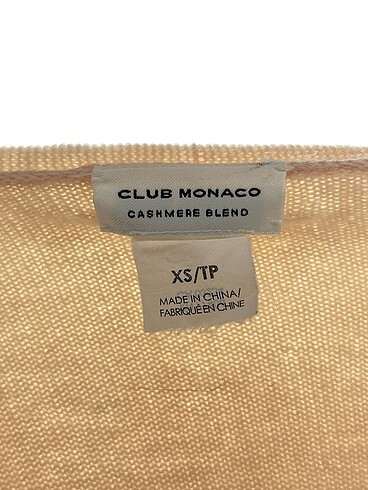 CLUB MONACO
CASHMERE BLEND
XS/TP
MADE IN CHINA/
FABRIQUÉ EN CHINE